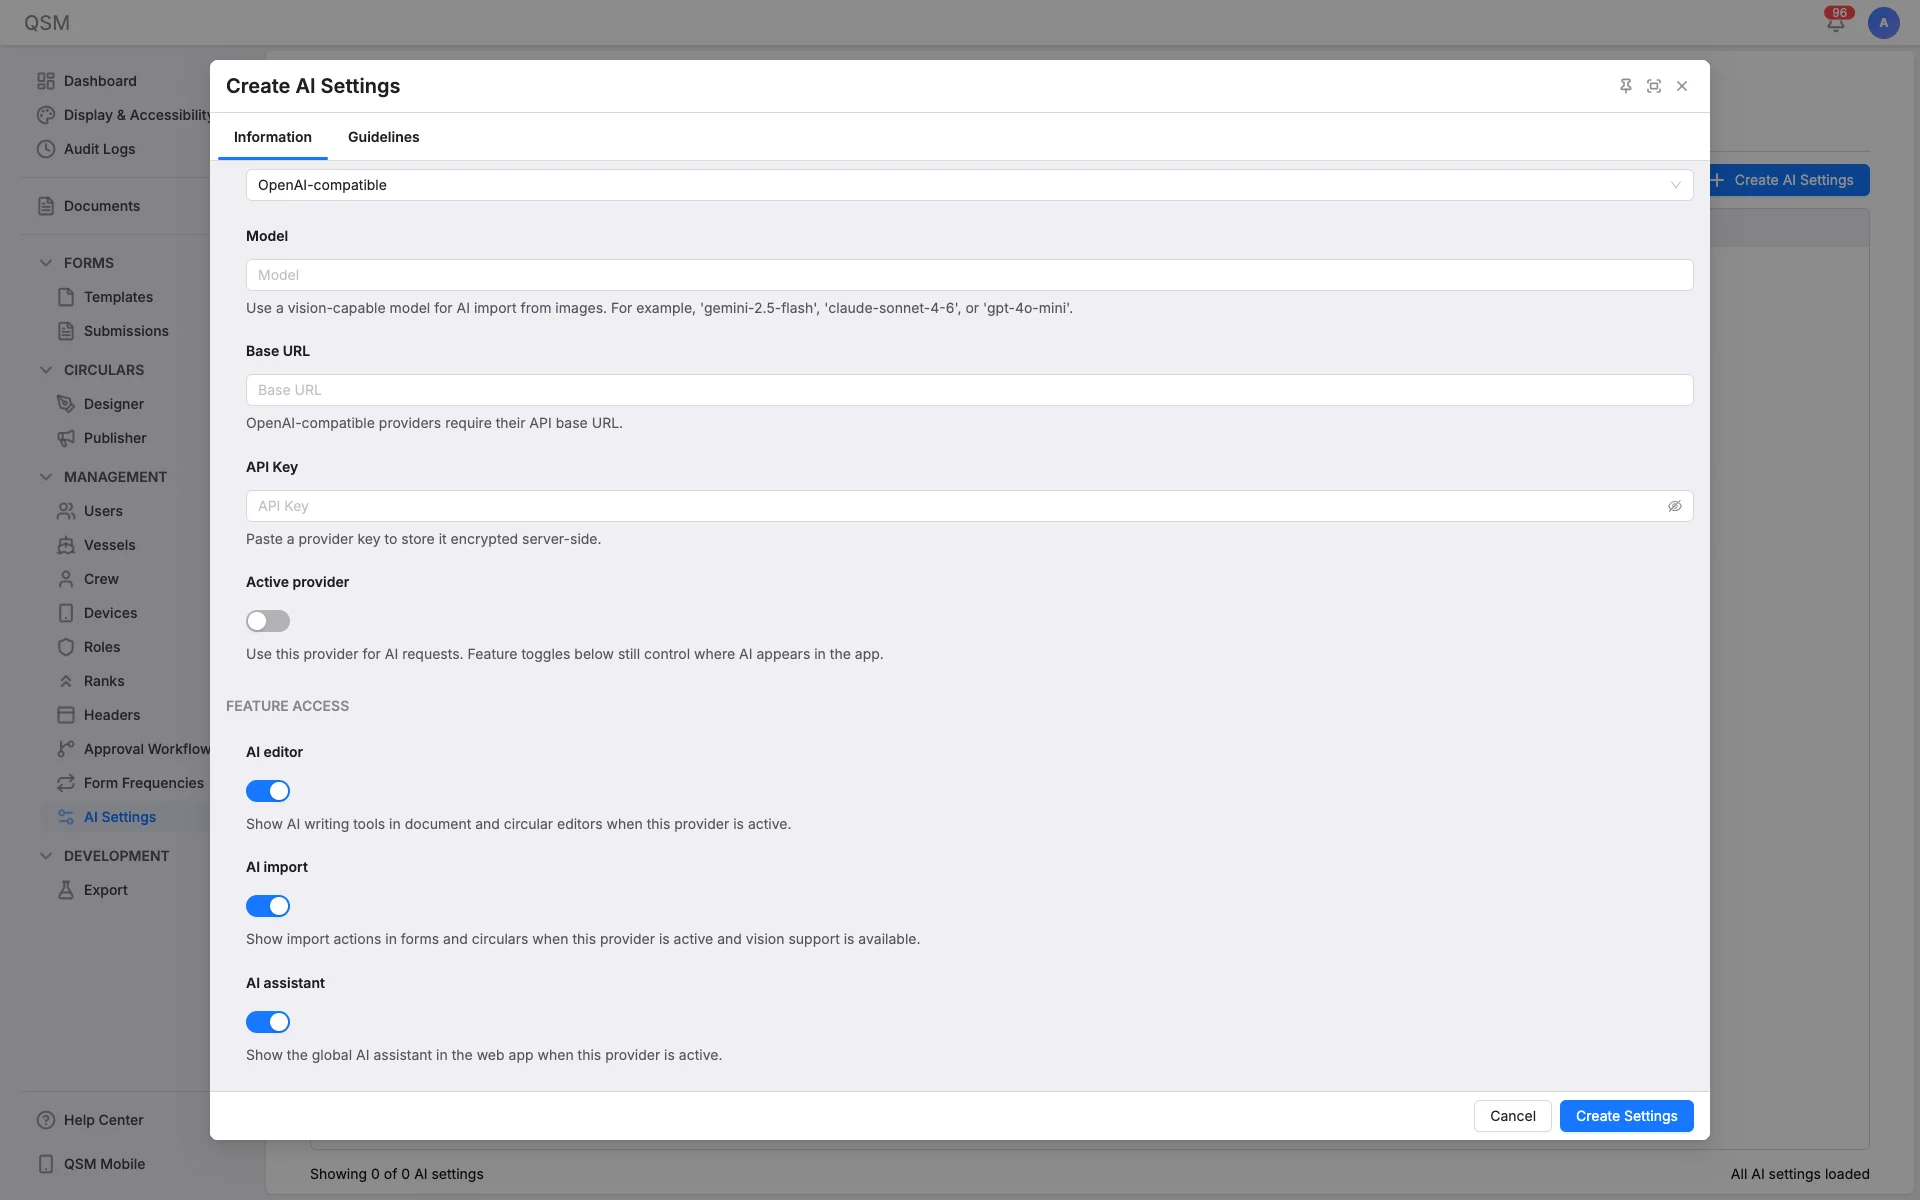 QSM
96
A
Dashboard
Display & Accessibility
Audit Logs
Documents
FORMS
Templates
Submissions
CIRCULARS
Designer
Publisher
MANAGEMENT
Users
Vessels
Crew
Devices
Roles
Ranks
Headers
Approval Workflow
Form Frequencies
AI Settings
DEVELOPMENT
Export
Help Center
QSM Mobile
Create AI Settings
Create AI Settings
Information
Guidelines
OpenAI-compatible
Model
Model
Use a vision-capable model for AI import from images. For example, 'gemini-2.5-flash', 'claude-sonnet-4-6', or 'gpt-4o-mini'.
Base URL
Base URL
OpenAI-compatible providers require their API base URL.
API Key
API Key
Paste a provider key to store it encrypted server-side.
Active provider
Use this provider for AI requests. Feature toggles below still control where AI appears in the app.
FEATURE ACCESS
AI editor
Show AI writing tools in document and circular editors when this provider is active.
AI import
Show import actions in forms and circulars when this provider is active and vision support is available.
AI assistant
Show the global AI assistant in the web app when this provider is active.
Cancel
Create Settings
Showing 0 of 0 AI settings
All AI settings loaded